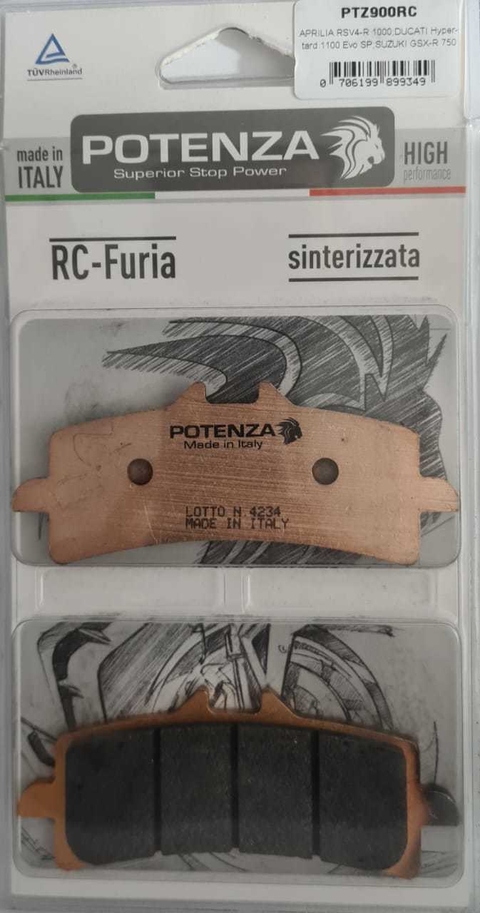 PTZ900RC
APRILIA RSV4-R 1000;DUCATI Hyper-
tard 1100 Evo SP;SUZUKI GSX-R 750
0 706199 899349
TÜVRheinland
made in
ITALY
POTENZA
Superior Stop Power
HIGH
performance
RC-Furia
sinterizzata
POTENZA
Made in Italy
LOTTO N 4234
MADE IN ITALY